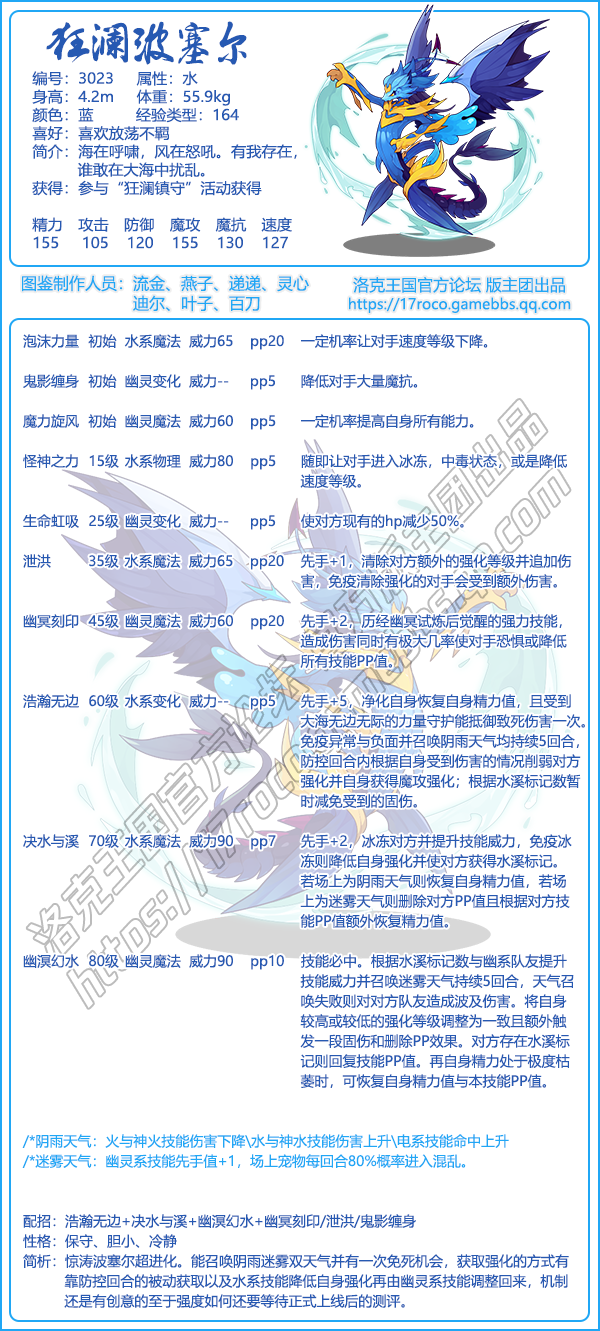 狂澜波塞尔
编号：3023 属性：水
身高：4.2m 体重：55.9kg
颜色：蓝 经验类型：164
喜好：喜欢放荡不羁
简介：海在呼啸，风在怒吼。有我存在，
谁敢在大海中扰乱。
获得：参与“狂澜镇守”活动获得
精力 攻击 防御 魔攻 魔抗 速度
155 105 120 155 130 127
图鉴制作人员：流金、燕子、递递、灵心
迪尔、叶子、百刀
洛克王国官方论坛 版主团出品
https://17roco.gamebbs.qq.com
泡沫力量 初始 水系魔法 威力65 pp20 一定机率让对手速度等级下降。
鬼影缠身 初始 幽灵变化 威力-- pp5 降低对手大量魔抗。
魔力旋风 初始 幽灵魔法 威力60 pp5 一定机率提高自身所有能力。
怪神之力 15级 水系物理 威力80 pp5 随即让对手进入冰冻，中毒状态，或是降低
速度等级。
生命虹吸 25级 幽灵变化 威力-- pp5 使对方现有的hp减少50%。
泄洪 35级 水系魔法 威力65 pp20 先手+1，清除对方额外的强化等级并追加伤
害，免疫清除强化的对手会受到额外伤害。
幽冥刻印 45级 幽灵魔法 威力60 pp20 先手+2，历经幽冥试炼后觉醒的强力技能，
造成伤害同时有极大几率使对手恐惧或降低
所有技能PP值。
浩瀚无边 60级 水系变化 威力-- pp5 先手+5，净化自身恢复自身精力值，且受到
大海无边无际的力量守护能抵御致死伤害一次。
免疫异常与负面并召唤阴雨天气均持续5回合，
防控回合内根据自身受到伤害的情况削弱对方
强化并自身获得魔攻强化；根据水溪标记数暂
时减免受到的固伤。
决水与溪 70级 水系魔法 威力90 pp7 先手+2，冰冻对方并提升技能威力，免疫冰
冻则降低自身强化并使对方获得水溪标记。
若场上为阴雨天气则恢复自身精力值，若场
上为迷雾天气则删除对方PP值且根据对方技
能PP值额外恢复精力值。
幽溟幻水 80级 幽灵魔法 威力90 pp10 技能必中。根据水溪标记数与幽系队友提升
技能威力并召唤迷雾天气持续5回合，天气召
唤失败则对对方队友造成波及伤害。将自身
较高或较低的强化等级调整为一致且额外触
发一段固伤和删除PP效果。对方存在水溪标
记则回复技能PP值。再自身精力处于极度枯
萎时，可恢复自身精力值与本技能PP值。
/*阴雨天气：火与神火技能伤害下降\水与神水技能伤害上升\电系技能命中上升
/*迷雾天气：幽灵系技能先手值+1，场上宠物每回合80%概率进入混乱。
配招：浩瀚无边+决水与溪+幽溟幻水+幽冥刻印/泄洪/鬼影缠身
性格：保守、胆小、冷静
简析：惊涛波塞尔超进化。能召唤阴雨迷雾双天气并有一次免死机会，获取强化的方式有
靠防控回合的被动获取以及水系技能降低自身强化再由幽灵系技能调整回来，机制
还是有创意的至于强度如何还要等待正式上线后的测评。
洛克王国官方论坛 版主团出品
https://17roco.gamebbs.qq.com